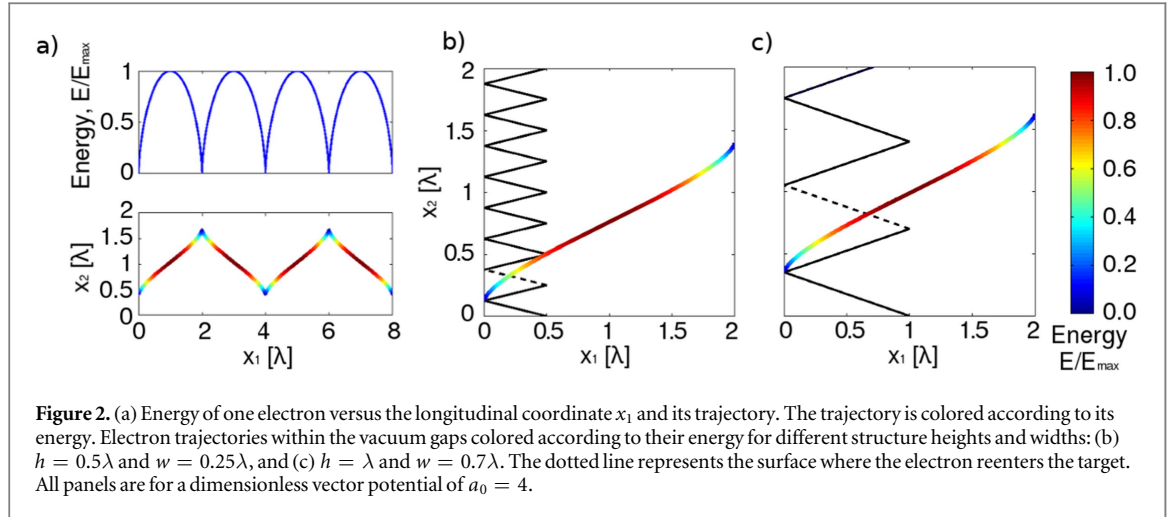 a)
Energy, E/Emax
1
0.5
0
2
1.5
1
0.5
0
x₂ [λ]
0 2 4 6 8
x₁ [λ]
b)
2
1.5
1
0.5
0
x₂ [λ]
0 0.5 1 1.5 2
x₁ [λ]
c)
0 0.5 1 1.5 2
x₁ [λ]
1.0
0.8
0.6
0.4
0.2
0.0
Energy
E/Emax
Figure 2. (a) Energy of one electron versus the longitudinal coordinate x₁ and its trajectory. The trajectory is colored according to its
energy. Electron trajectories within the vacuum gaps colored according to their energy for different structure heights and widths: (b)
h = 0.5λ and w = 0.25λ, and (c) h = λ and w = 0.7λ. The dotted line represents the surface where the electron reenters the target.
All panels are for a dimensionless vector potential of a₀ = 4.